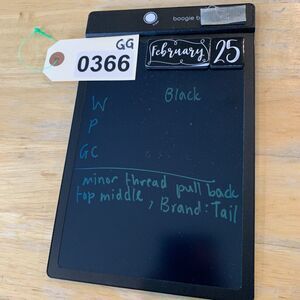 boogie b
GG
0366
February 25
Black
W
P
GC
minor thread pull back
top middle, Brand: Tail